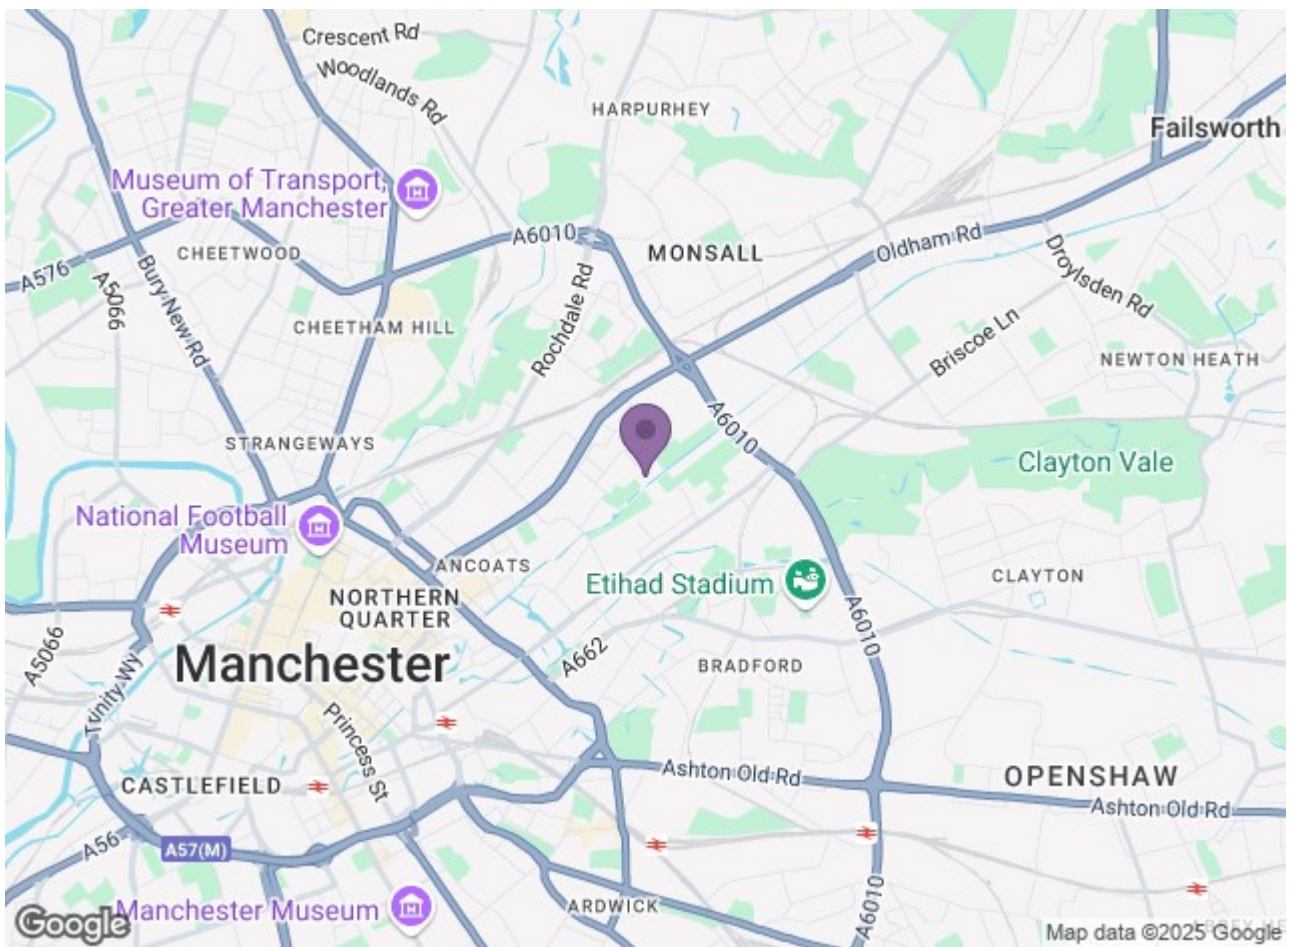 Crescent Rd
Woodlands Rd
HARPURHEY
Failsworth
Museum of Transport,
Greater Manchester
A6010
MONSALL
Oldham Rd
CHEETWOOD
Droylsden Rd
A576
A5066
Bury New Rd
Rochdale Rd
CHEETHAM HILL
Briscoe Ln
NEWTON HEATH
A6010
STRANGEWAYS
Clayton Vale
National Football
Museum
ANCOATS
Etihad Stadium
CLAYTON
NORTHERN
QUARTER
A6010
A5066
Manchester
A662
BRADFORD
Trinity Wy
Princess St
Ashton Old Rd
OPENSHAW
CASTLEFIELD
Ashton Old Rd
A56
A57(M)
Manchester Museum
ARDWICK
A6010
Google
Map data ©2025 Google